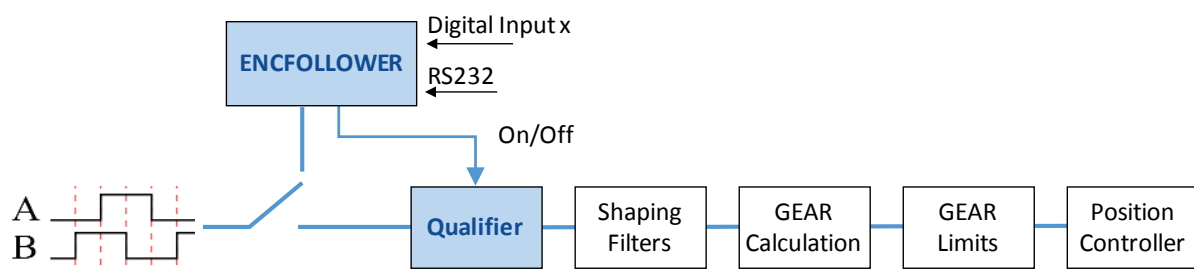 Digital Input x
ENCFOLLOWER
RS232
On/Off
A
B
Qualifier
Shaping
Filters
GEAR
Calculation
GEAR
Limits
Position
Controller